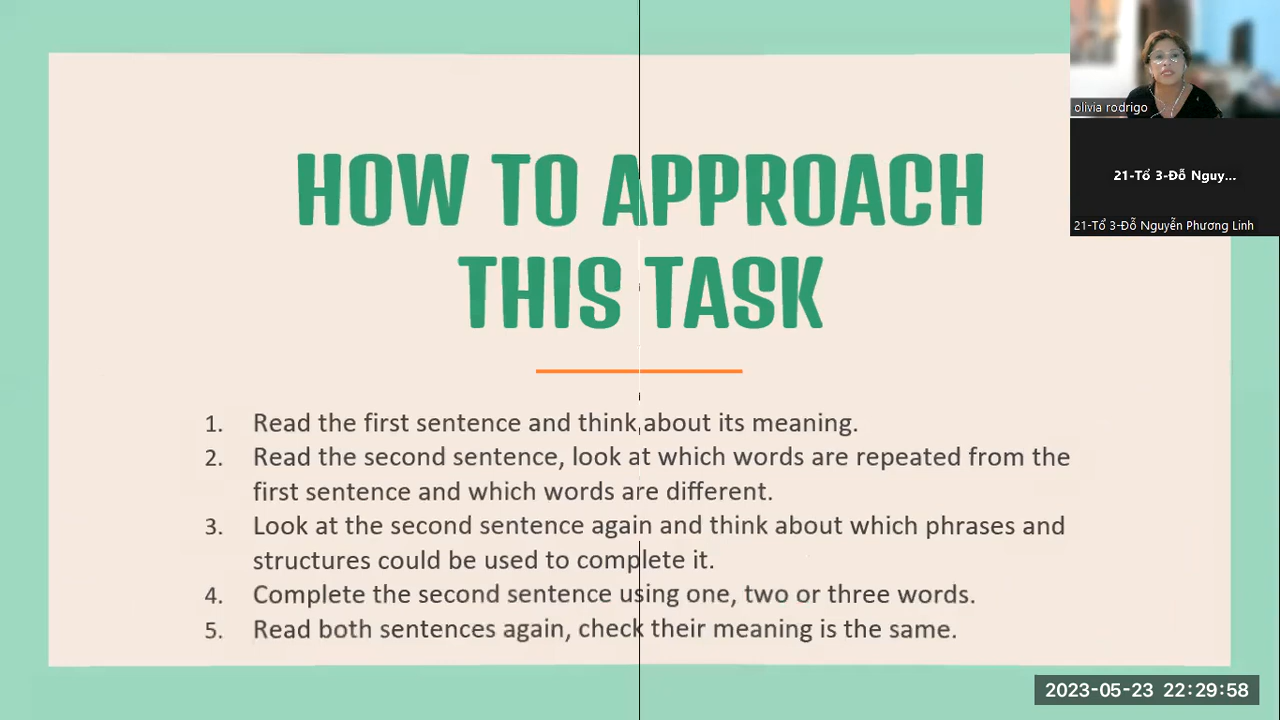 HOW TO APPROACH
THIS TASK
1. Read the first sentence and think about its meaning.
2. Read the second sentence, look at which words are repeated from the
first sentence and which words are different.
3. Look at the second sentence again and think about which phrases and
structures could be used to complete it.
4. Complete the second sentence using one, two or three words.
5. Read both sentences again, check their meaning is the same.
olivia rodrigo
21-Tổ 3-Đỗ Nguy...
21-Tổ 3-Đỗ Nguyễn Phương Linh
2023-05-23 22:29:58